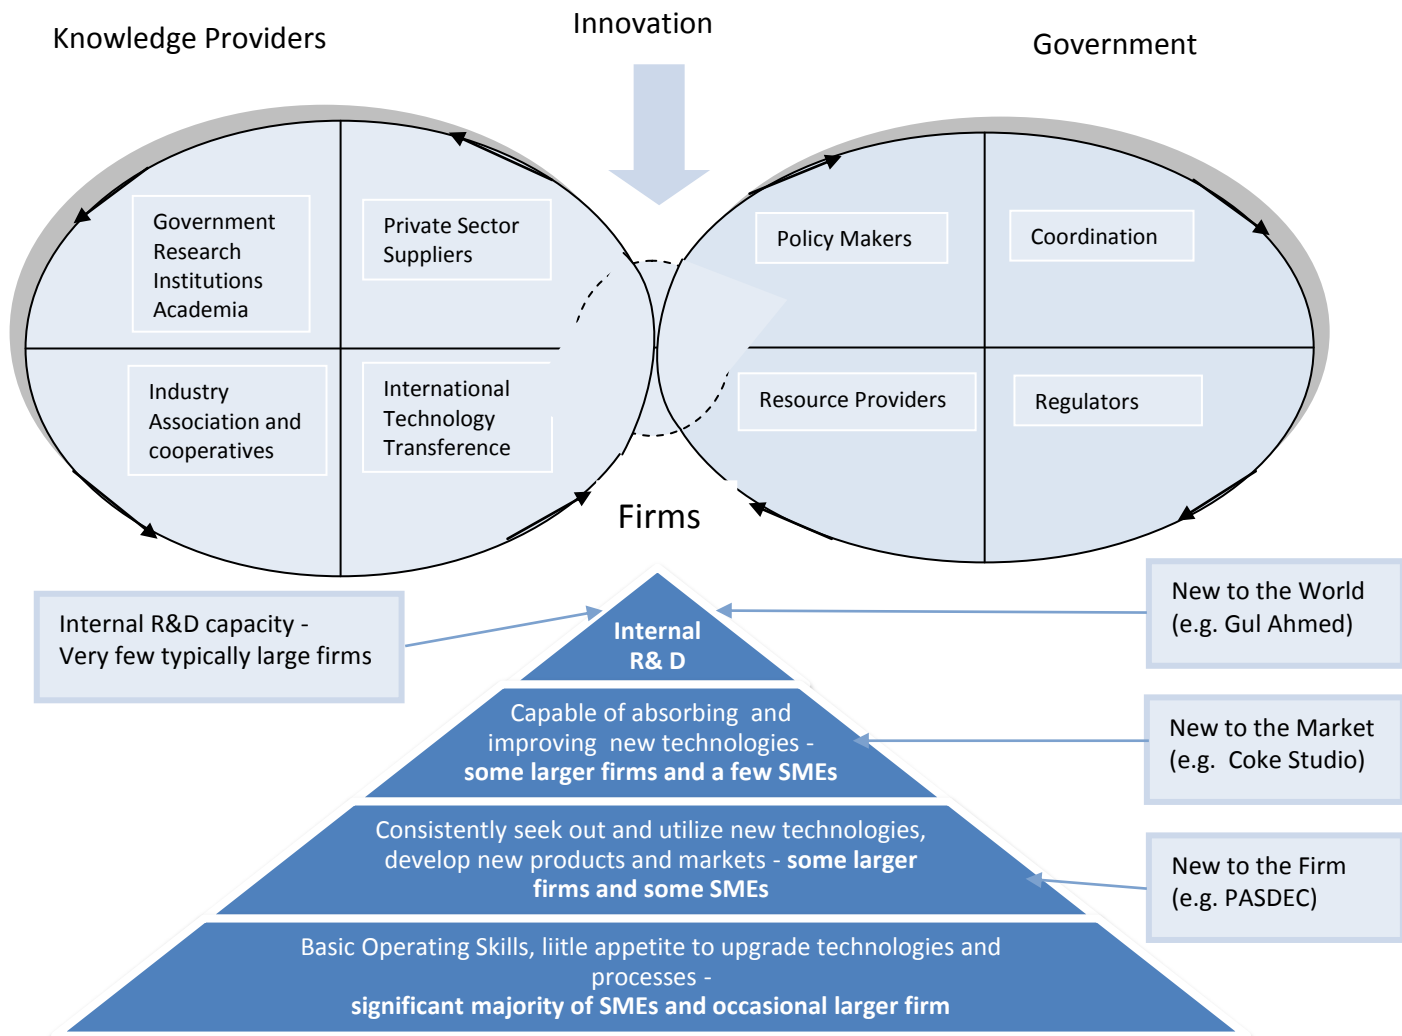 Knowledge Providers
Innovation
Government
Government
Research
Institutions
Academia
Private Sector
Suppliers
Policy Makers
Coordination
Industry
Association and
cooperatives
International
Technology
Transference
Resource Providers
Regulators
Firms
Internal R&D capacity -
Very few typically large firms
New to the World
(e.g. Gul Ahmed)
Internal
R& D
Capable of absorbing and
improving new technologies -
some larger firms and a few SMEs
New to the Market
(e.g. Coke Studio)
Consistently seek out and utilize new technologies,
develop new products and markets - some larger
firms and some SMEs
New to the Firm
(e.g. PASDEC)
Basic Operating Skills, liitle appetite to upgrade technologies and
processes -
significant majority of SMEs and occasional larger firm